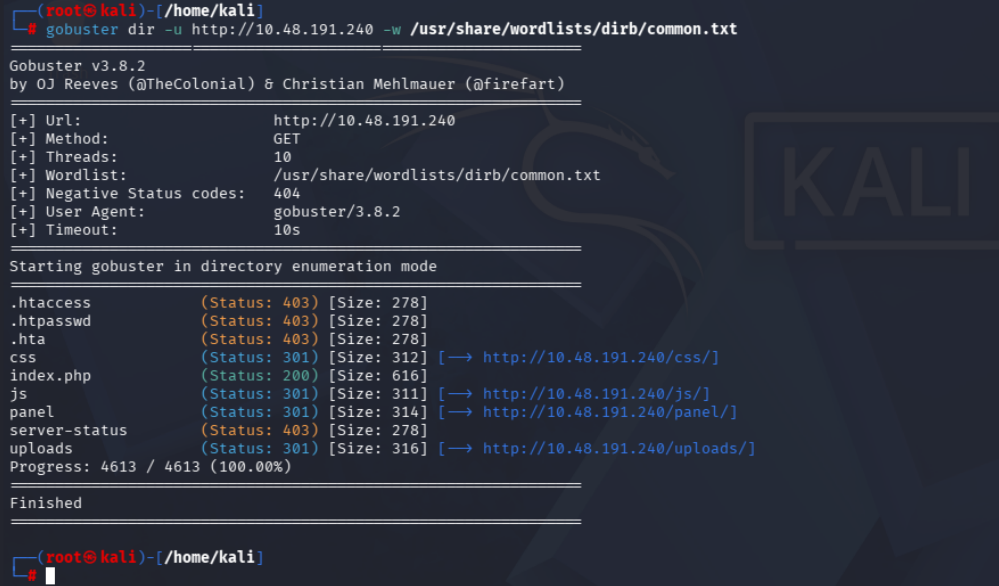 ┌──(root㉿kali)-[/home/kali]
└─# gobuster dir -u http://10.48.191.240 -w /usr/share/wordlists/dirb/common.txt
===============================================================
Gobuster v3.8.2
by OJ Reeves (@TheColonial) & Christian Mehlmauer (@firefart)
===============================================================
[+] Url:                     http://10.48.191.240
[+] Method:                  GET
[+] Threads:                 10
[+] Wordlist:                /usr/share/wordlists/dirb/common.txt
[+] Negative Status codes:   404
[+] User Agent:              gobuster/3.8.2
[+] Timeout:                 10s
===============================================================
Starting gobuster in directory enumeration mode
===============================================================
.htaccess            (Status: 403) [Size: 278]
.htpasswd            (Status: 403) [Size: 278]
.hta                 (Status: 403) [Size: 278]
css                  (Status: 301) [Size: 312] [--> http://10.48.191.240/css/]
index.php            (Status: 200) [Size: 616]
js                   (Status: 301) [Size: 311] [--> http://10.48.191.240/js/]
panel                (Status: 301) [Size: 314] [--> http://10.48.191.240/panel/]
server-status        (Status: 403) [Size: 278]
uploads              (Status: 301) [Size: 316] [--> http://10.48.191.240/uploads/]
Progress: 4613 / 4613 (100.00%)
===============================================================
Finished
===============================================================
┌──(root㉿kali)-[/home/kali]
└─#
KALI